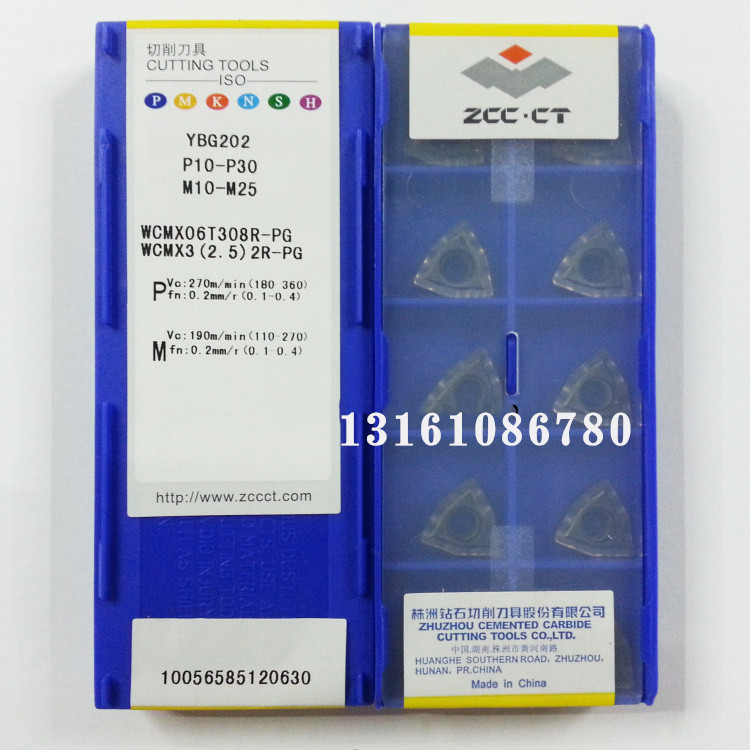 切削刀具
CUTTING TOOLS
ISO
P M K N S H
YBG202
P10-P30
M10-M25
WCMX06T308R-PG
WCMX3(2.5)2R-PG
P Vc:270m/min(180-360)
fn:0.2mm/r(0.1-0.4)
M Vc:190m/min(110-270)
fn:0.2mm/r(0.1-0.4)
http://www.zccct.com
10056585120630
ZCC·CT
13161086780
株洲钻石切削刀具股份有限公司
ZHUZHOU CEMENTED CARBIDE
CUTTING TOOLS CO.,LTD.
中国.湖南.株洲市黄河南路
HUANGHE SOUTHERN ROAD, ZHUZHOU,
HUNAN, PR.CHINA
Made in China